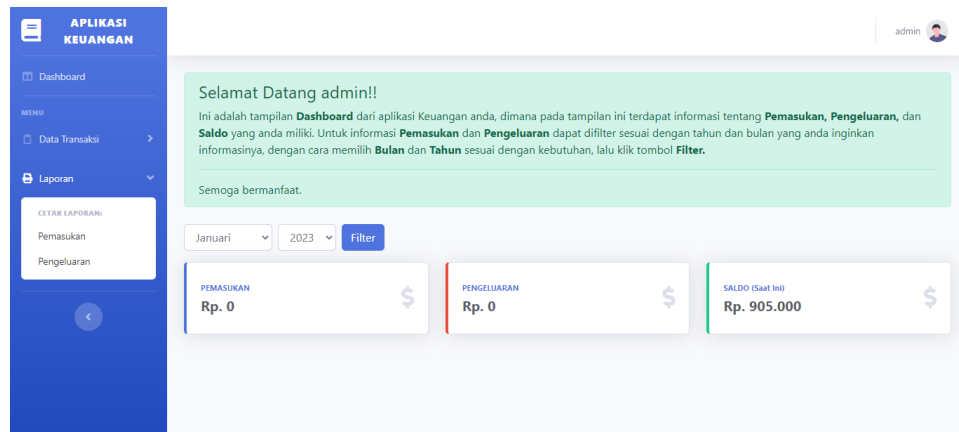 APLIKASI
KEUANGAN
admin
Dashboard
MENU
Data Transaksi
Laporan
CETAK LAPORAN:
Pemasukan
Pengeluaran
Selamat Datang admin!!
Ini adalah tampilan Dashboard dari aplikasi Keuangan anda, dimana pada tampilan ini terdapat informasi tentang Pemasukan, Pengeluaran, dan
Saldo yang anda miliki. Untuk informasi Pemasukan dan Pengeluaran dapat difilter sesuai dengan tahun dan bulan yang anda inginkan
informasinya, dengan cara memilih Bulan dan Tahun sesuai dengan kebutuhan, lalu klik tombol Filter.
Semoga bermanfaat.
Januari 2023 Filter
PEMASUKAN
Rp. 0
$
PENGELUARAN
Rp. 0
$
SALDO (Saat Ini)
Rp. 905.000
$